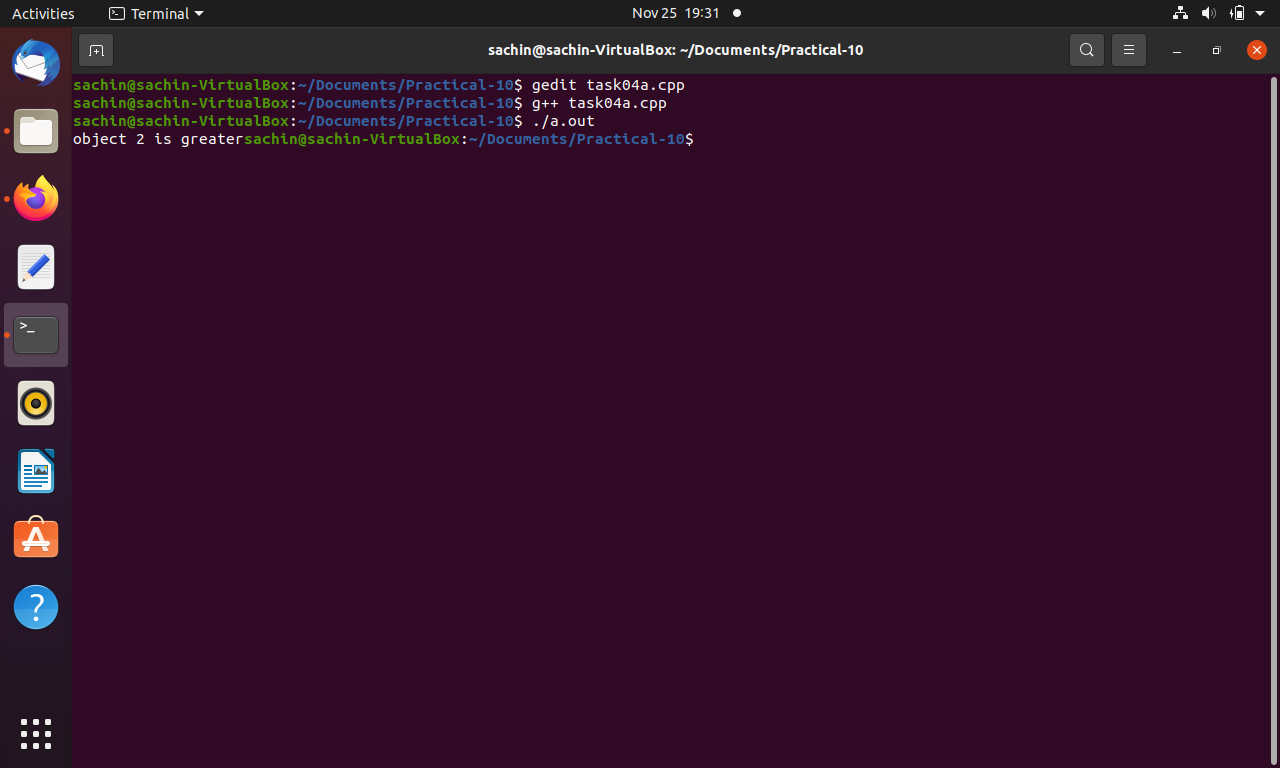 Activities
Terminal
Nov 25 19:31
sachin@sachin-VirtualBox: ~/Documents/Practical-10
sachin@sachin-VirtualBox:~/Documents/Practical-10$ gedit task04a.cpp
sachin@sachin-VirtualBox:~/Documents/Practical-10$ g++ task04a.cpp
sachin@sachin-VirtualBox:~/Documents/Practical-10$ ./a.out
object 2 is greatersachin@sachin-VirtualBox:~/Documents/Practical-10$